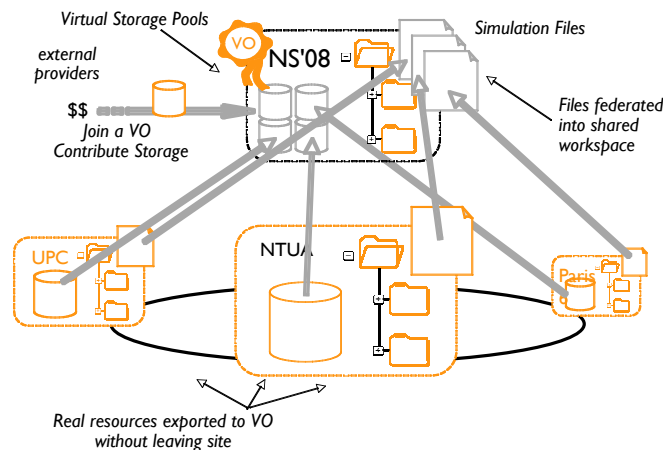 Virtual Storage Pools
Simulation Files
VO
NS'08
external
providers
$$
Join a VO
Contribute Storage
Files federated
into shared
workspace
UPC
NTUA
Paris
Real resources exported to VO
without leaving site